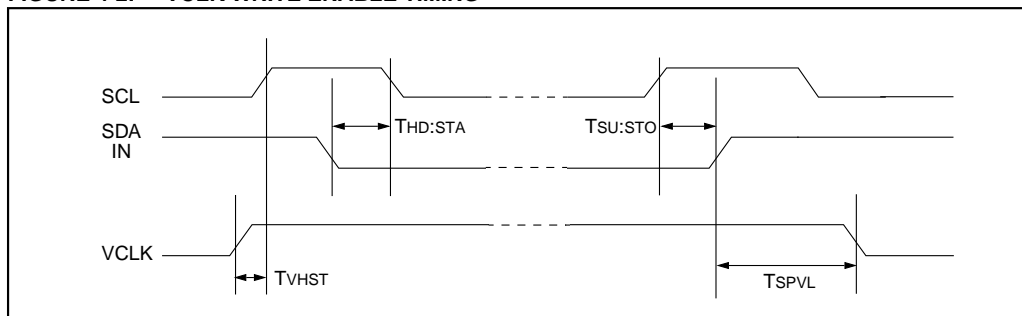 SCL
SDA
IN
THD:STA
TSU:STO
VCLK
TVHST
TSPVL